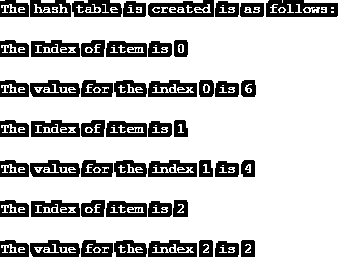 The hash table is created is as follows:
The Index of item is 0
The value for the index 0 is 6
The Index of item is 1
The value for the index 1 is 4
The Index of item is 2
The value for the index 2 is 2